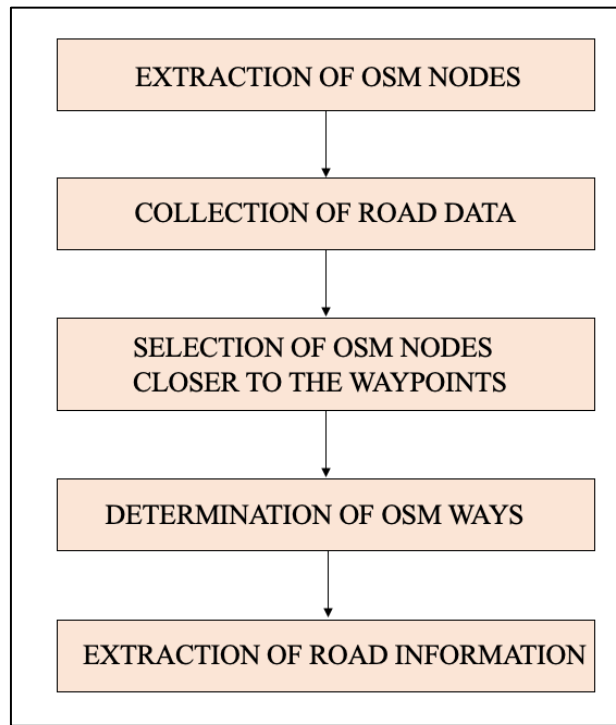 EXTRACTION OF OSM NODES
COLLECTION OF ROAD DATA
SELECTION OF OSM NODES
CLOSER TO THE WAYPOINTS
DETERMINATION OF OSM WAYS
EXTRACTION OF ROAD INFORMATION